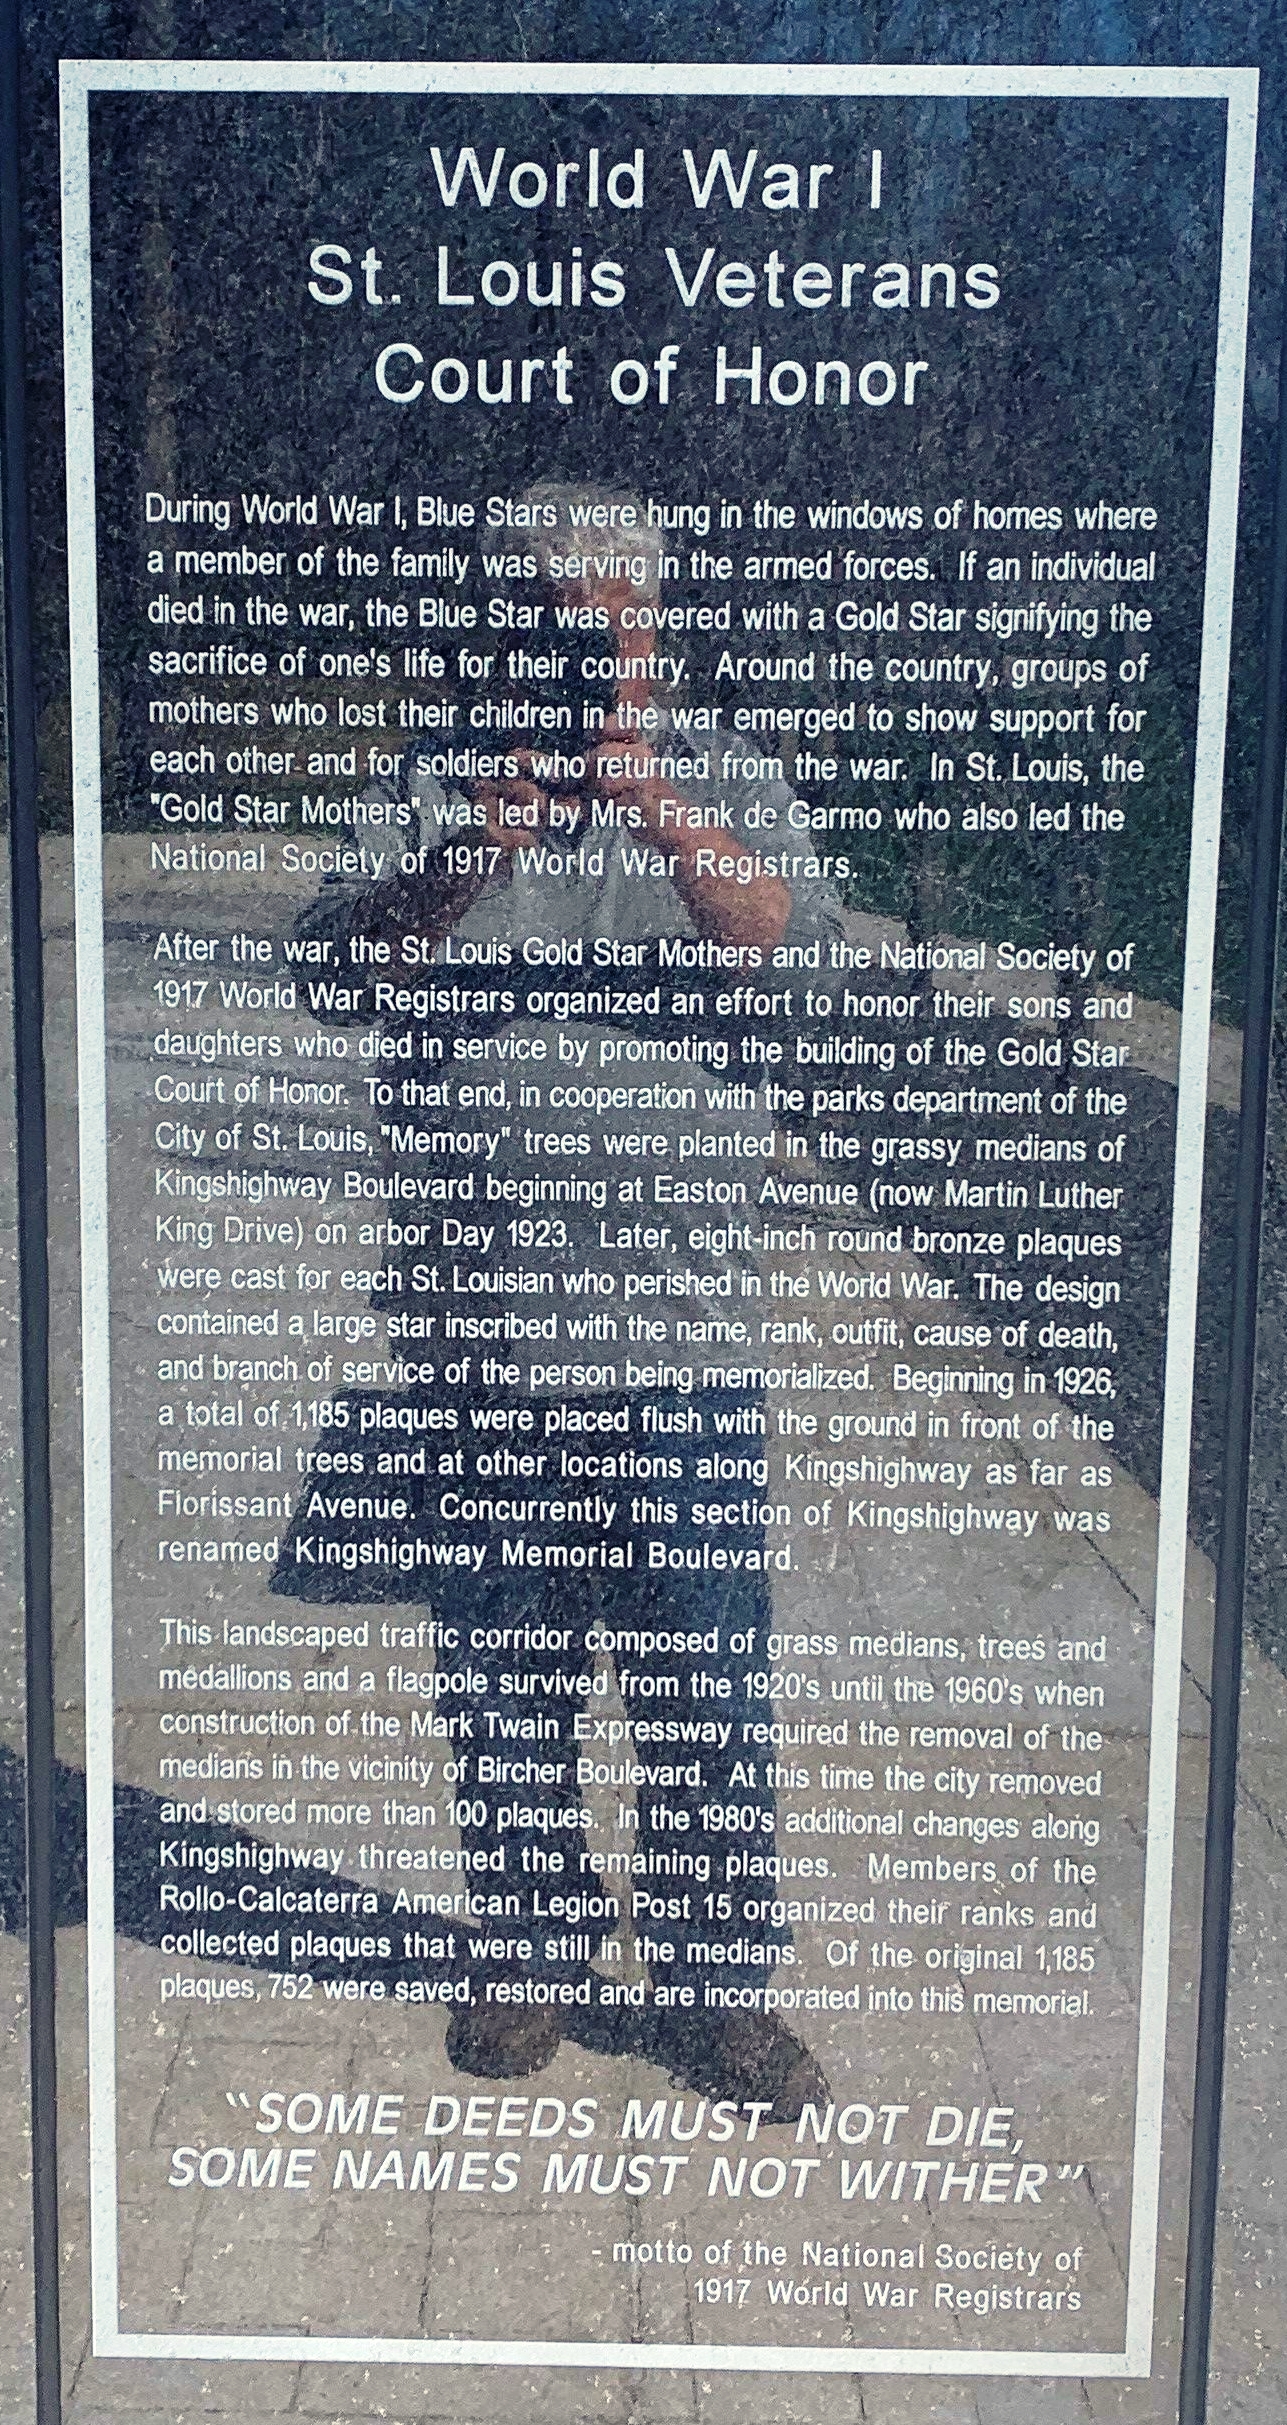 World War I
St. Louis Veterans
Court of Honor
During World War I, Blue Stars were hung in the windows of homes where
a member of the family was serving in the armed forces. If an individual
died in the war, the Blue Star was covered with a Gold Star signifying the
sacrifice of one's life for their country. Around the country, groups of
mothers who lost their children in the war emerged to show support for
each other and for soldiers who returned from the war. In St. Louis, the
"Gold Star Mothers" was led by Mrs. Frank de Garmo who also led the
National Society of 1917 World War Registrars.
After the war, the St. Louis Gold Star Mothers and the National Society of
1917 World War Registrars organized an effort to honor their sons and
daughters who died in service by promoting the building of the Gold Star
Court of Honor. To that end, in cooperation with the parks department of the
City of St. Louis, "Memory" trees were planted in the grassy medians of
Kingshighway Boulevard beginning at Easton Avenue (now Martin Luther
King Drive) on arbor Day 1923. Later, eight-inch round bronze plaques
were cast for each St. Louisian who perished in the World War. The design
contained a large star inscribed with the name, rank, outfit, cause of death,
and branch of service of the person being memorialized. Beginning in 1926,
a total of 1,185 plaques were placed flush with the ground in front of the
memorial trees and at other locations along Kingshighway as far as
Florissant Avenue. Concurrently this section of Kingshighway was
renamed Kingshighway Memorial Boulevard.
This landscaped traffic corridor composed of grass medians, trees and
medallions and a flagpole survived from the 1920's until the 1960's when
construction of the Mark Twain Expressway required the removal of the
medians in the vicinity of Bircher Boulevard. At this time the city removed
and stored more than 100 plaques. In the 1980's additional changes along
Kingshighway threatened the remaining plaques. Members of the
Rollo-Calcaterra American Legion Post 15 organized their ranks and
collected plaques that were still in the medians. Of the original 1,185
plaques, 752 were saved, restored and are incorporated into this memorial.
"SOME DEEDS MUST NOT DIE,
SOME NAMES MUST NOT WITHER"
- motto of the National Society of
1917 World War Registrars